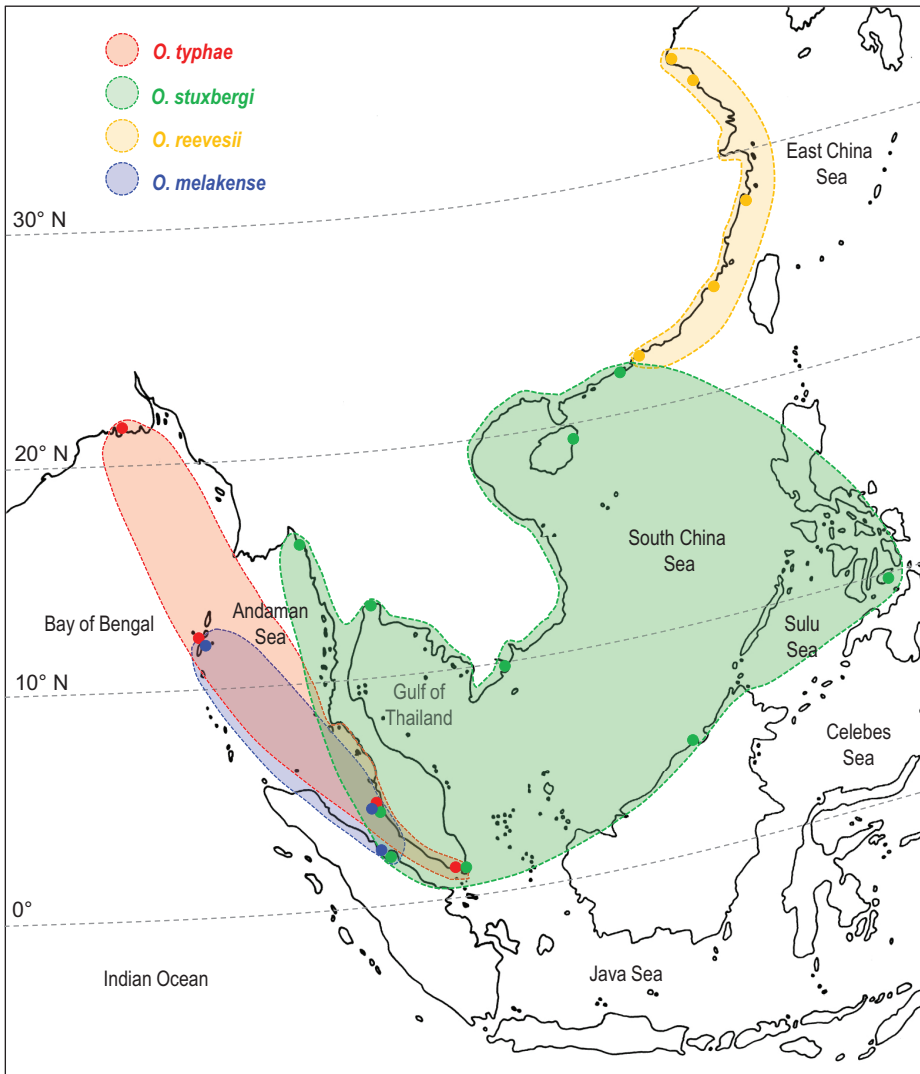 O. typhae
O. stuxbergi
O. reevesii
O. melakense
East China
Sea
30° N
20° N
South China
Sea
Bay of Bengal
Andaman
Sea
Sulu
Sea
10° N
Gulf of
Thailand
Celebes
Sea
0°
Indian Ocean
Java Sea